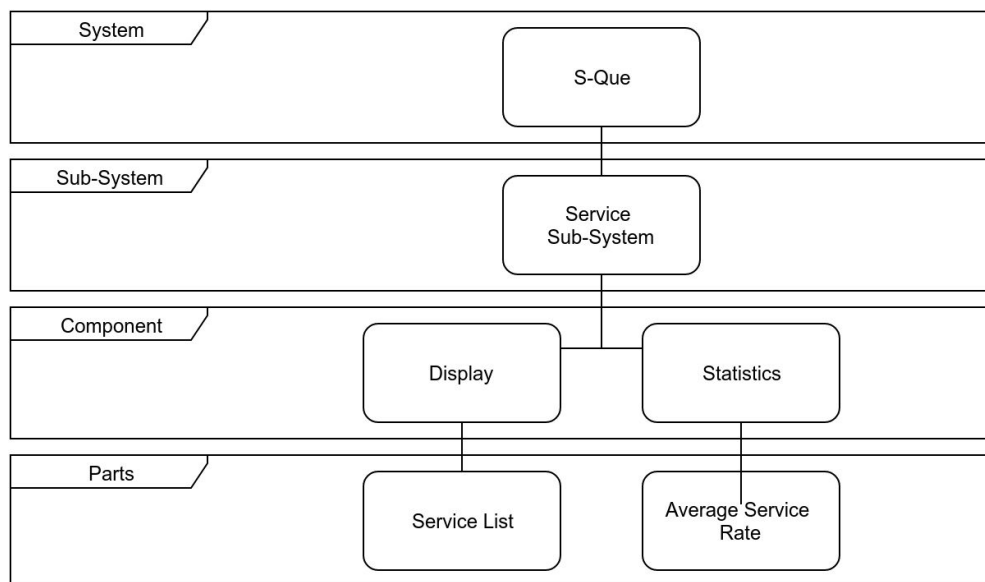 System
S-Que
Sub-System
Service
Sub-System
Component
Display
Statistics
Parts
Service List
Average Service
Rate